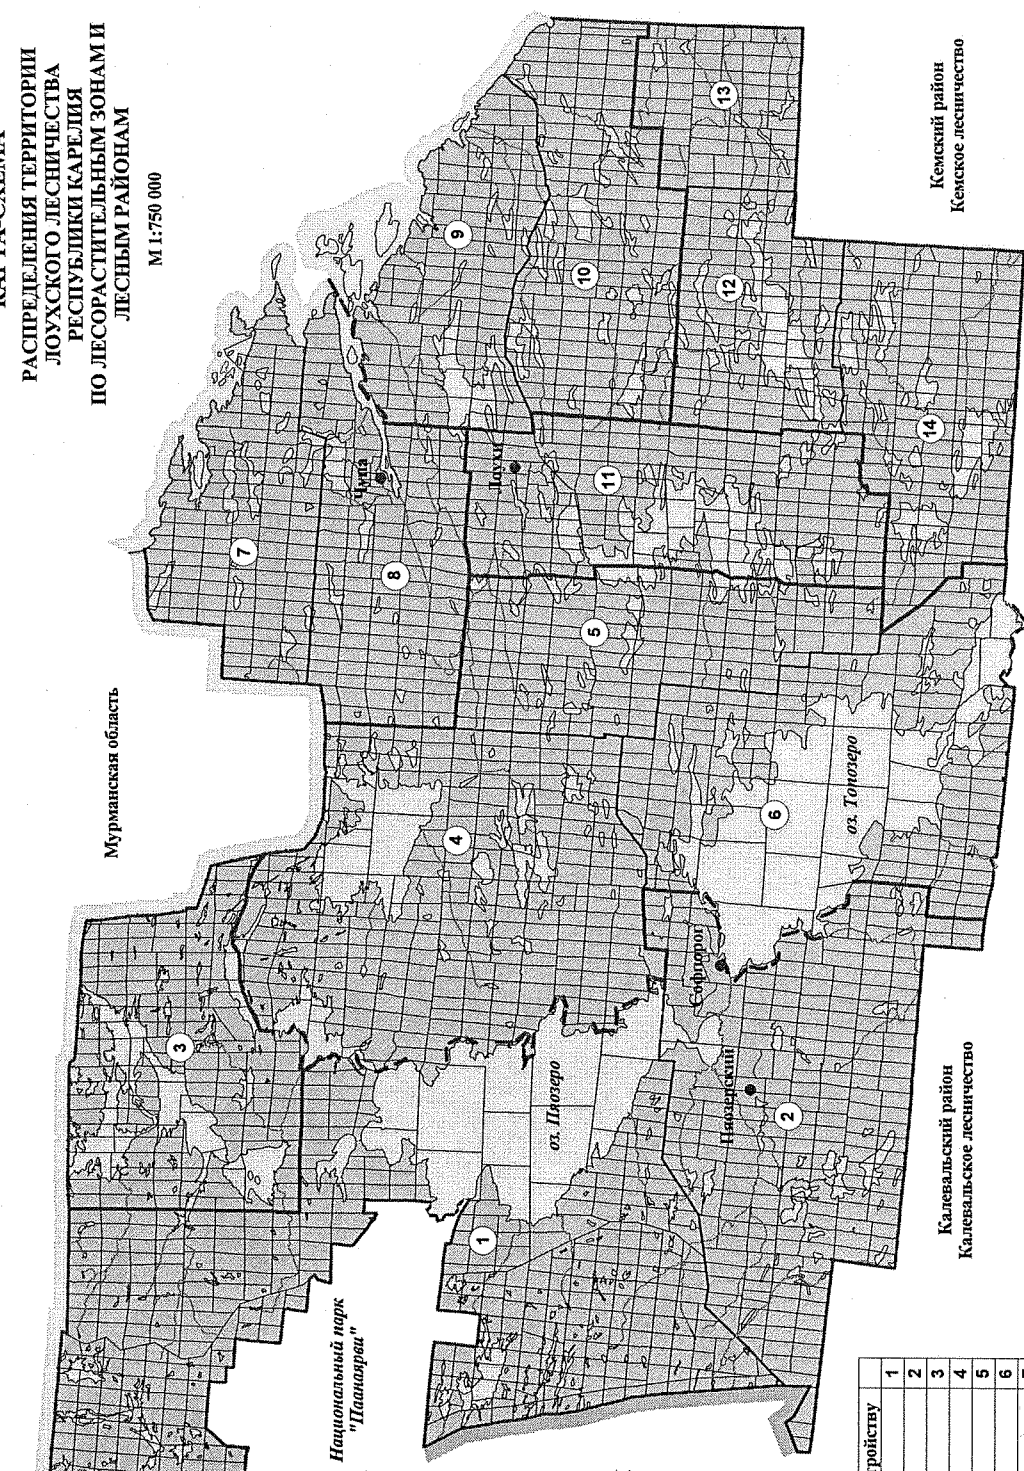 КАРТА-СХЕМА
РАСПРЕДЕЛЕНИЯ ТЕРРИТОРИИ
ЛОУХСКОГО ЛЕСНИЧЕСТВА
РЕСПУБЛИКИ КАРЕЛИЯ
ПО ЛЕСОРАСТИТЕЛЬНЫМ ЗОНАМ И
ЛЕСНЫМ РАЙОНАМ
М 1:750 000
Мурманская область
Кемский район
Кемское лесничество
Калевальский район
Калевальское лесничество
Национальный парк
"Паанаярви"
Чупа
Лоухи
Софпорог
Пяозерский
оз. Пяозеро
оз. Топозеро
1
2
3
4
5
6
7
8
9
10
11
12
13
14
тройству
1
2
3
4
5
6